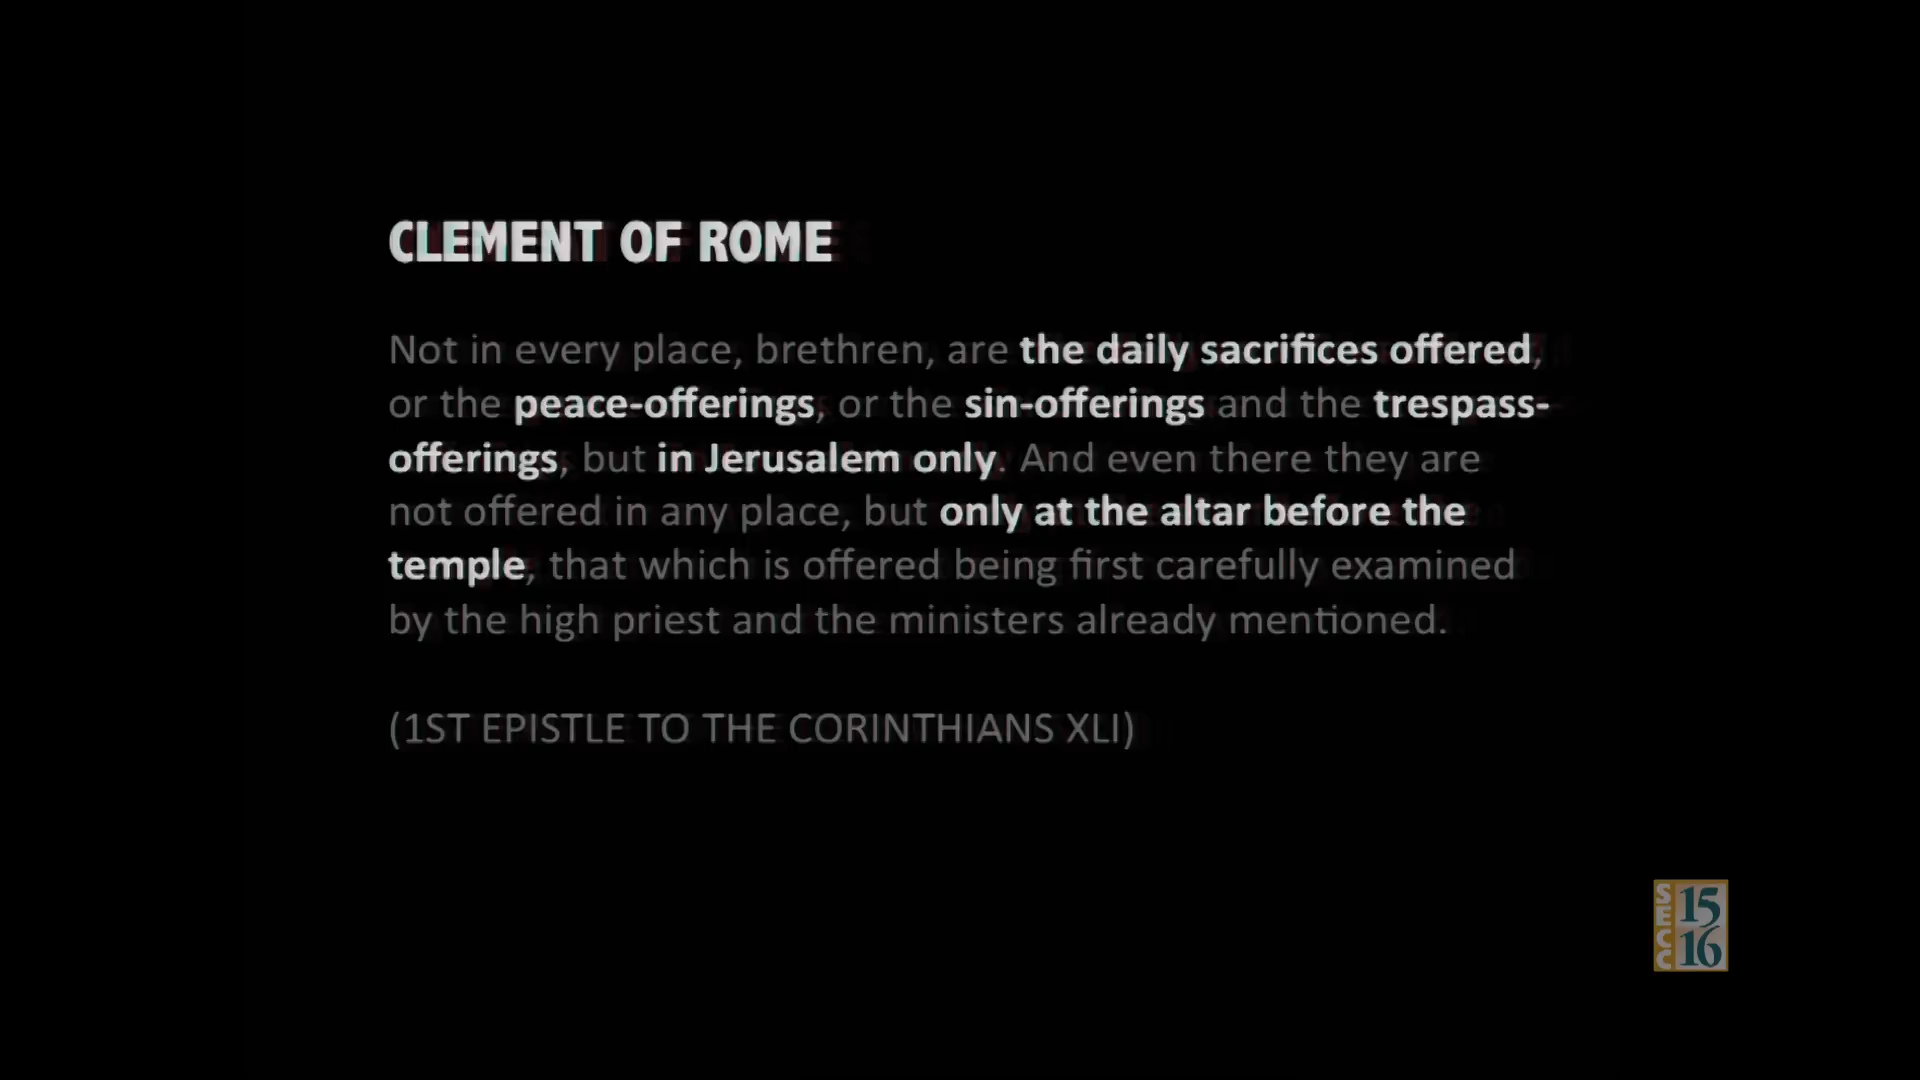 CLEMENT OF ROME
Not in every place, brethren, are the daily sacrifices offered,
or the peace-offerings, or the sin-offerings and the trespass-
offerings, but in Jerusalem only. And even there they are
not offered in any place, but only at the altar before the
temple, that which is offered being first carefully examined
by the high priest and the ministers already mentioned.
(1ST EPISTLE TO THE CORINTHIANS XLI)
SECC
15
16